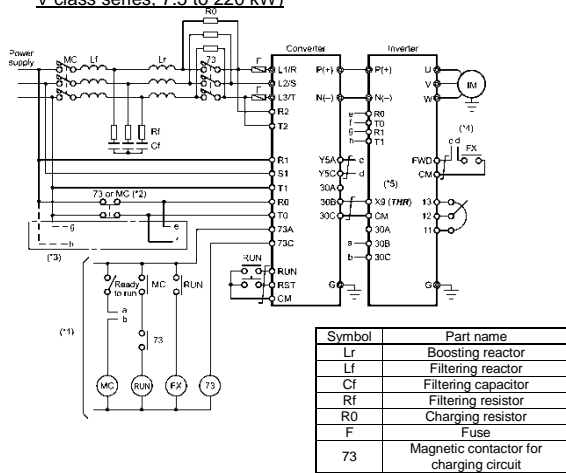 V class series, 7.5 to 220 kW)
R0
Converter
Inverter
Power
supply
MC
Lf
Lr
73
F
F
L1/R
L2/S
L3/T
R2
T2
P(+)
N(–)
P(+)
N(–)
U
V
W
IM
e
f
g
h
R0
T0
R1
T1
(*4)
c d
FX
Rf
Cf
R1
S1
T1
R0
T0
73A
73C
Y5A
Y5C
30A
30B
30C
c
d
(*5)
FWD
CM
X9 (THR)
CM
30A
30B
30C
a
b
13
12
11
73 or MC (*2)
e
f
g
h
(*3)
RUN
RUN
RST
CM
G
G
(*1)
Ready
to run
MC
RUN
a
b
73
MC
RUN
FX
73
Symbol Part name
Lr Boosting reactor
Lf Filtering reactor
Cf Filtering capacitor
Rf Filtering resistor
R0 Charging resistor
F Fuse
73 Magnetic contactor for
charging circuit